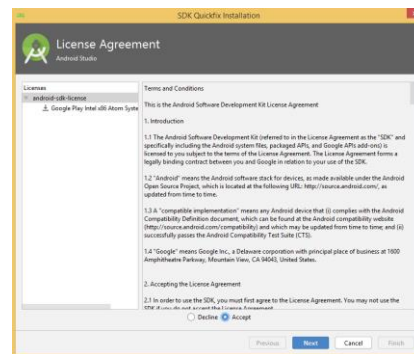 SDK Quickfix Installation
License Agreement
Android Studio
Licenses
android-sdk-license
Google Play Intel x86 Atom Syste
Terms and Conditions
This is the Android Software Development Kit License Agreement
1. Introduction
1.1 The Android Software Development Kit (referred to in the License Agreement as the "SDK" and
specifically including the Android system files, packaged APIs, and Google APIs add-ons) is
licensed to you subject to the terms of the License Agreement. The License Agreement forms a
legally binding contract between you and Google in relation to your use of the SDK.
1.2 "Android" means the Android software stack for devices, as made available under the Android
Open Source Project, which is located at the following URL: http://source.android.com/, as
updated from time to time.
1.3 A "compatible implementation" means any Android device that (i) complies with the Android
Compatibility Definition document, which can be found at the Android compatibility website
(http://source.android.com/compatibility) and which may be updated from time to time; and (ii)
successfully passes the Android Compatibility Test Suite (CTS).
1.4 "Google" means Google Inc., a Delaware corporation with principal place of business at 1600
Amphitheatre Parkway, Mountain View, CA 94043, United States.
2. Accepting the License Agreement
2.1 In order to use the SDK, you must first agree to the License Agreement. You may not use the
SDK if you do not accept the License Agreement.
Decline Accept
Previous Next Cancel Finish